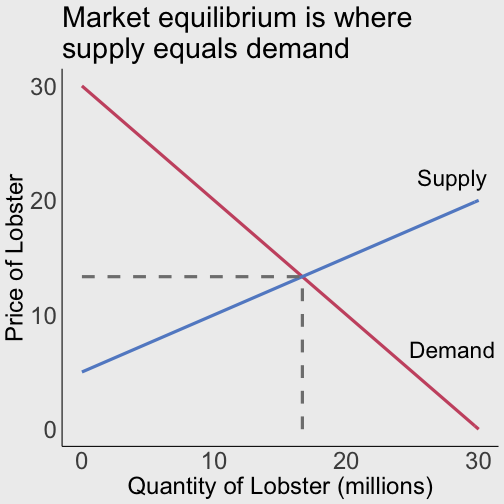 Market equilibrium is where
supply equals demand
Price of Lobster
30
20
10
0
Supply
Demand
0 10 20 30
Quantity of Lobster (millions)